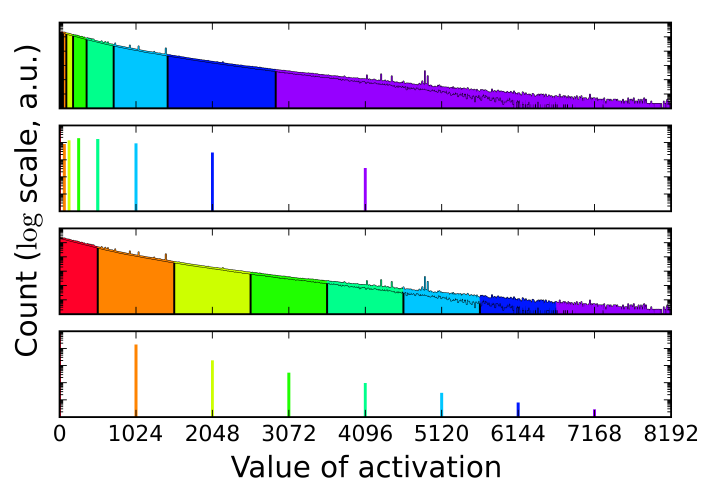 Count (log scale, a.u.)
0 1024 2048 3072 4096 5120 6144 7168 8192
Value of activation